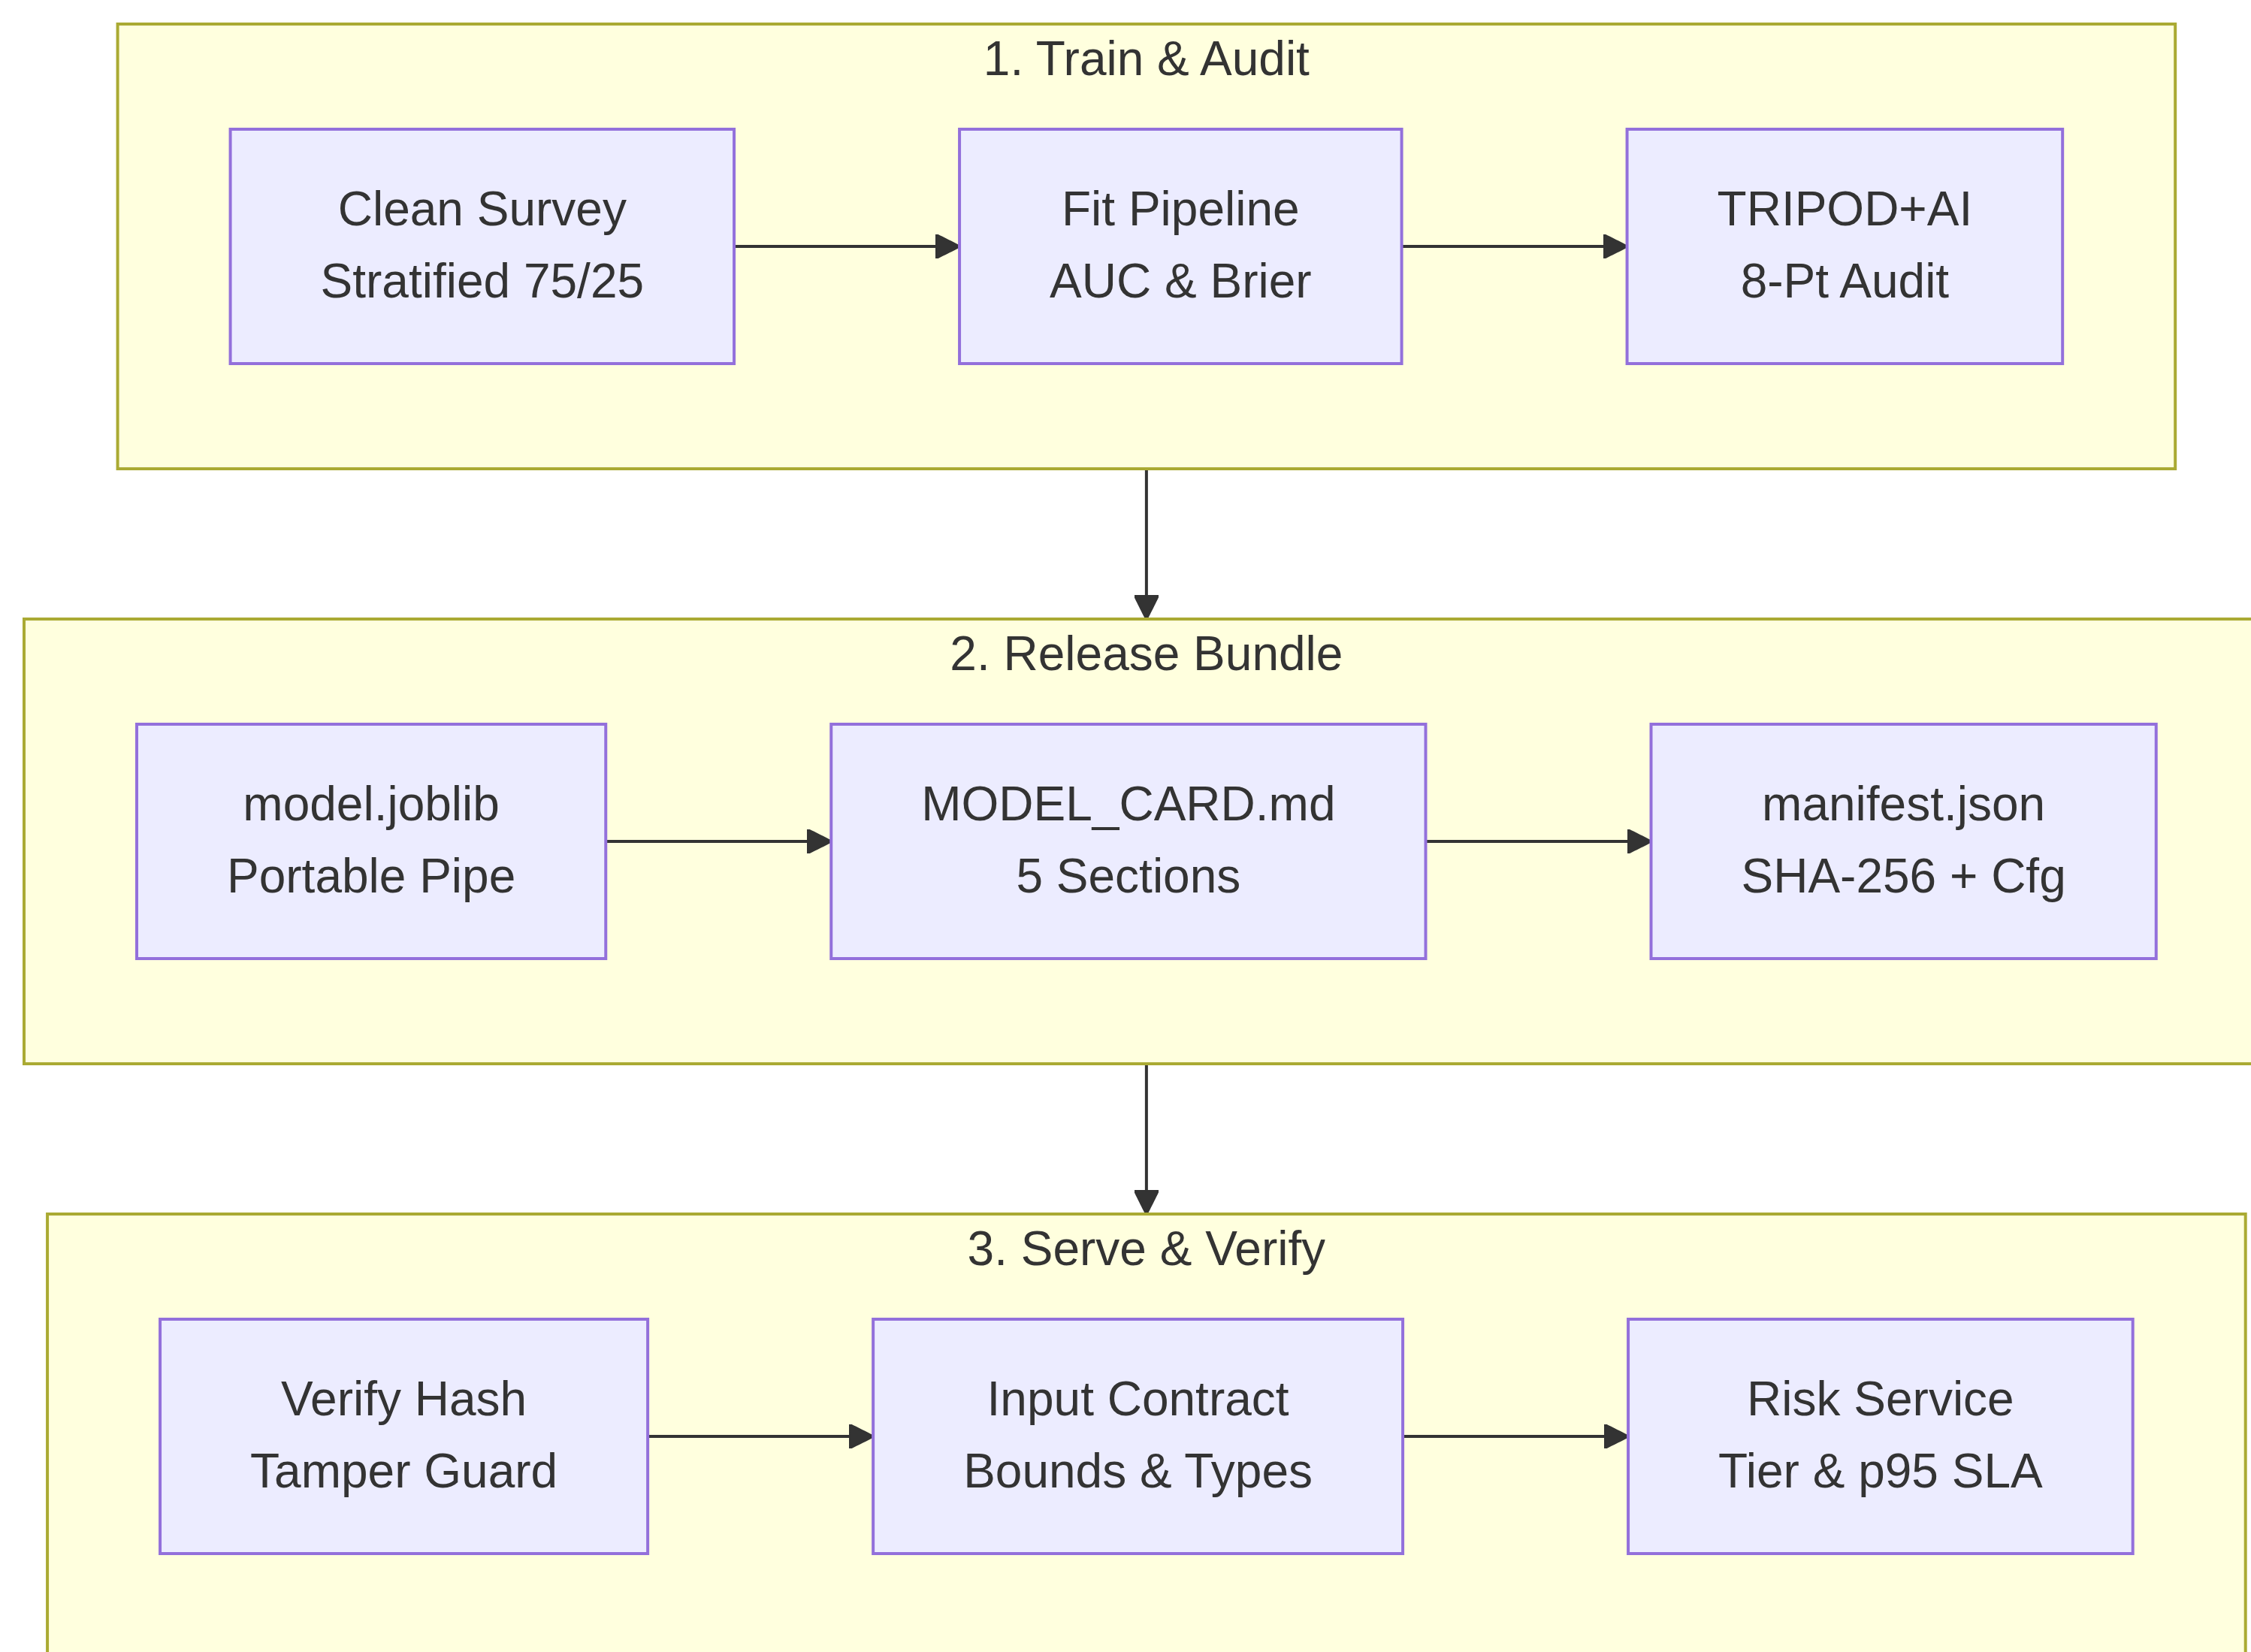 1. Train & Audit
Clean Survey
Stratified 75/25
Fit Pipeline
AUC & Brier
TRIPOD+AI
8-Pt Audit
2. Release Bundle
model.joblib
Portable Pipe
MODEL_CARD.md
5 Sections
manifest.json
SHA-256 + Cfg
3. Serve & Verify
Verify Hash
Tamper Guard
Input Contract
Bounds & Types
Risk Service
Tier & p95 SLA